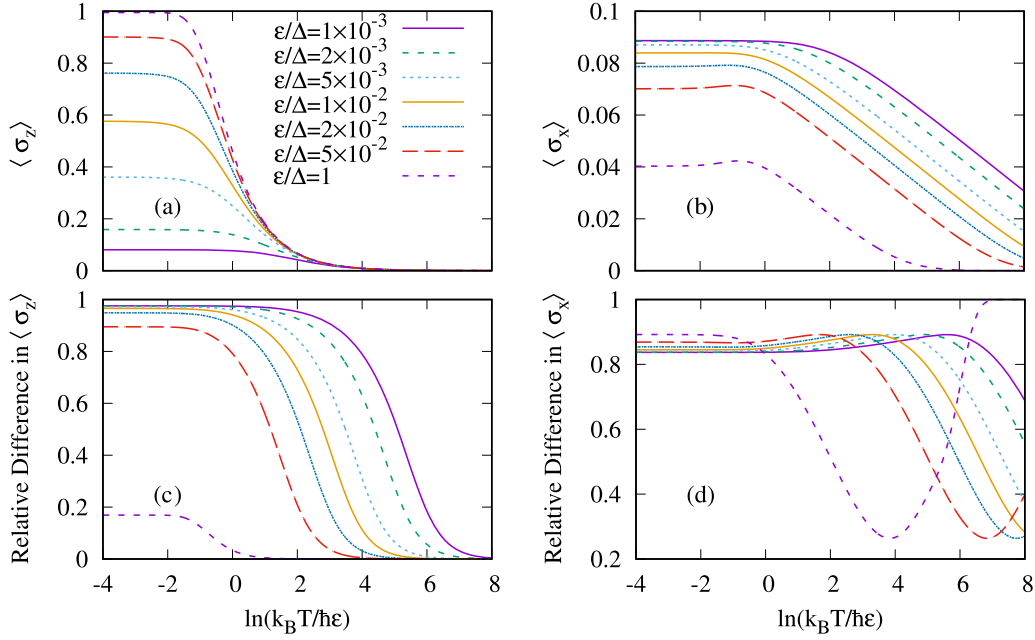 ⟨ σz⟩
1
0.8
0.6
0.4
0.2
0
(a)
ε/Δ=1×10⁻³
ε/Δ=2×10⁻³
ε/Δ=5×10⁻³
ε/Δ=1×10⁻²
ε/Δ=2×10⁻²
ε/Δ=5×10⁻²
ε/Δ=1
⟨ σx⟩
0.1
0.08
0.06
0.04
0.02
0
(b)
Relative Difference in ⟨ σz⟩
1
0.8
0.6
0.4
0.2
0
(c)
-4 -2 0 2 4 6 8
ln(kBT/ħε)
Relative Difference in ⟨ σx⟩
1
0.8
0.6
0.4
0.2
(d)
-4 -2 0 2 4 6 8
ln(kBT/ħε)